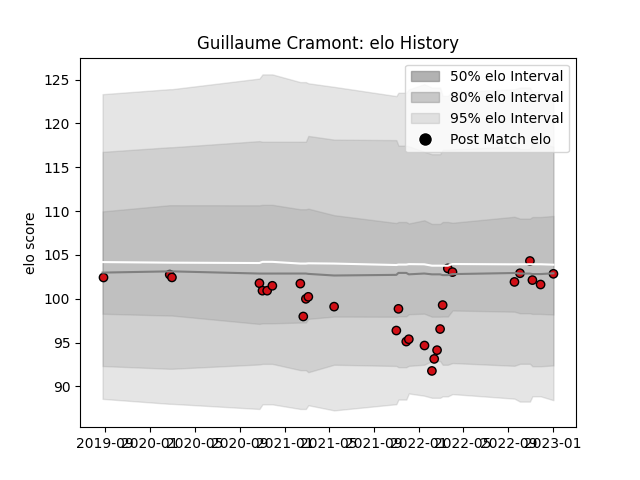 Guillaume Cramont: elo History
50% elo Interval
80% elo Interval
95% elo Interval
Post Match elo
elo score
125
120
115
110
105
100
95
90
2019-09 2020-01 2020-05 2020-09 2021-01 2021-05 2021-09 2022-01 2022-05 2022-09 2023-01